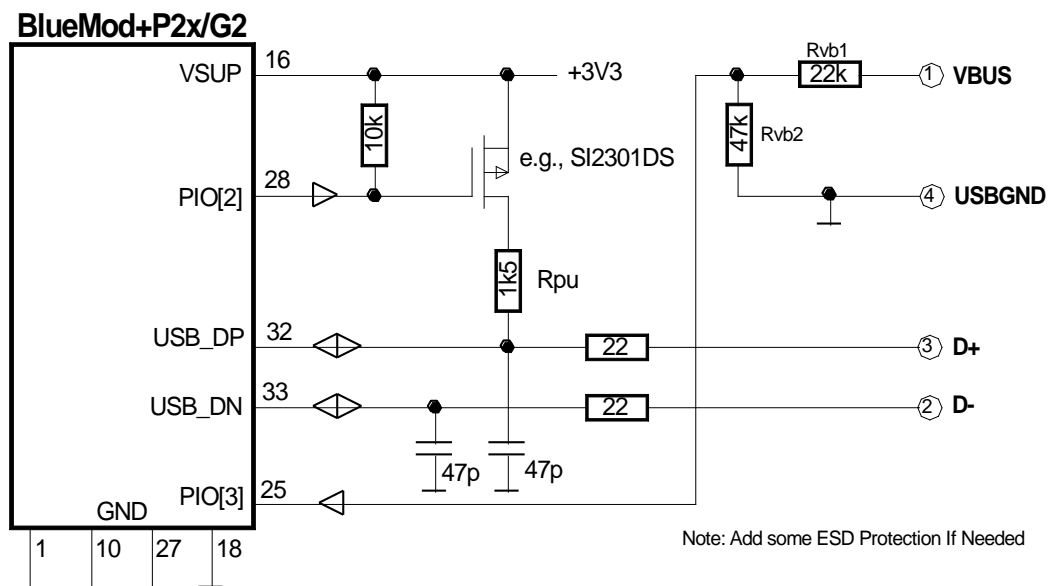 BlueMod+P2x/G2
VSUP
16
+3V3
Rvb1
22k
1
VBUS
10k
47k
Rvb2
e.g., SI2301DS
PIO[2]
28
4
USBGND
1k5
Rpu
USB_DP
32
22
3
D+
USB_DN
33
22
2
D-
47p
47p
PIO[3]
25
GND
1
10
27
18
Note: Add some ESD Protection If Needed